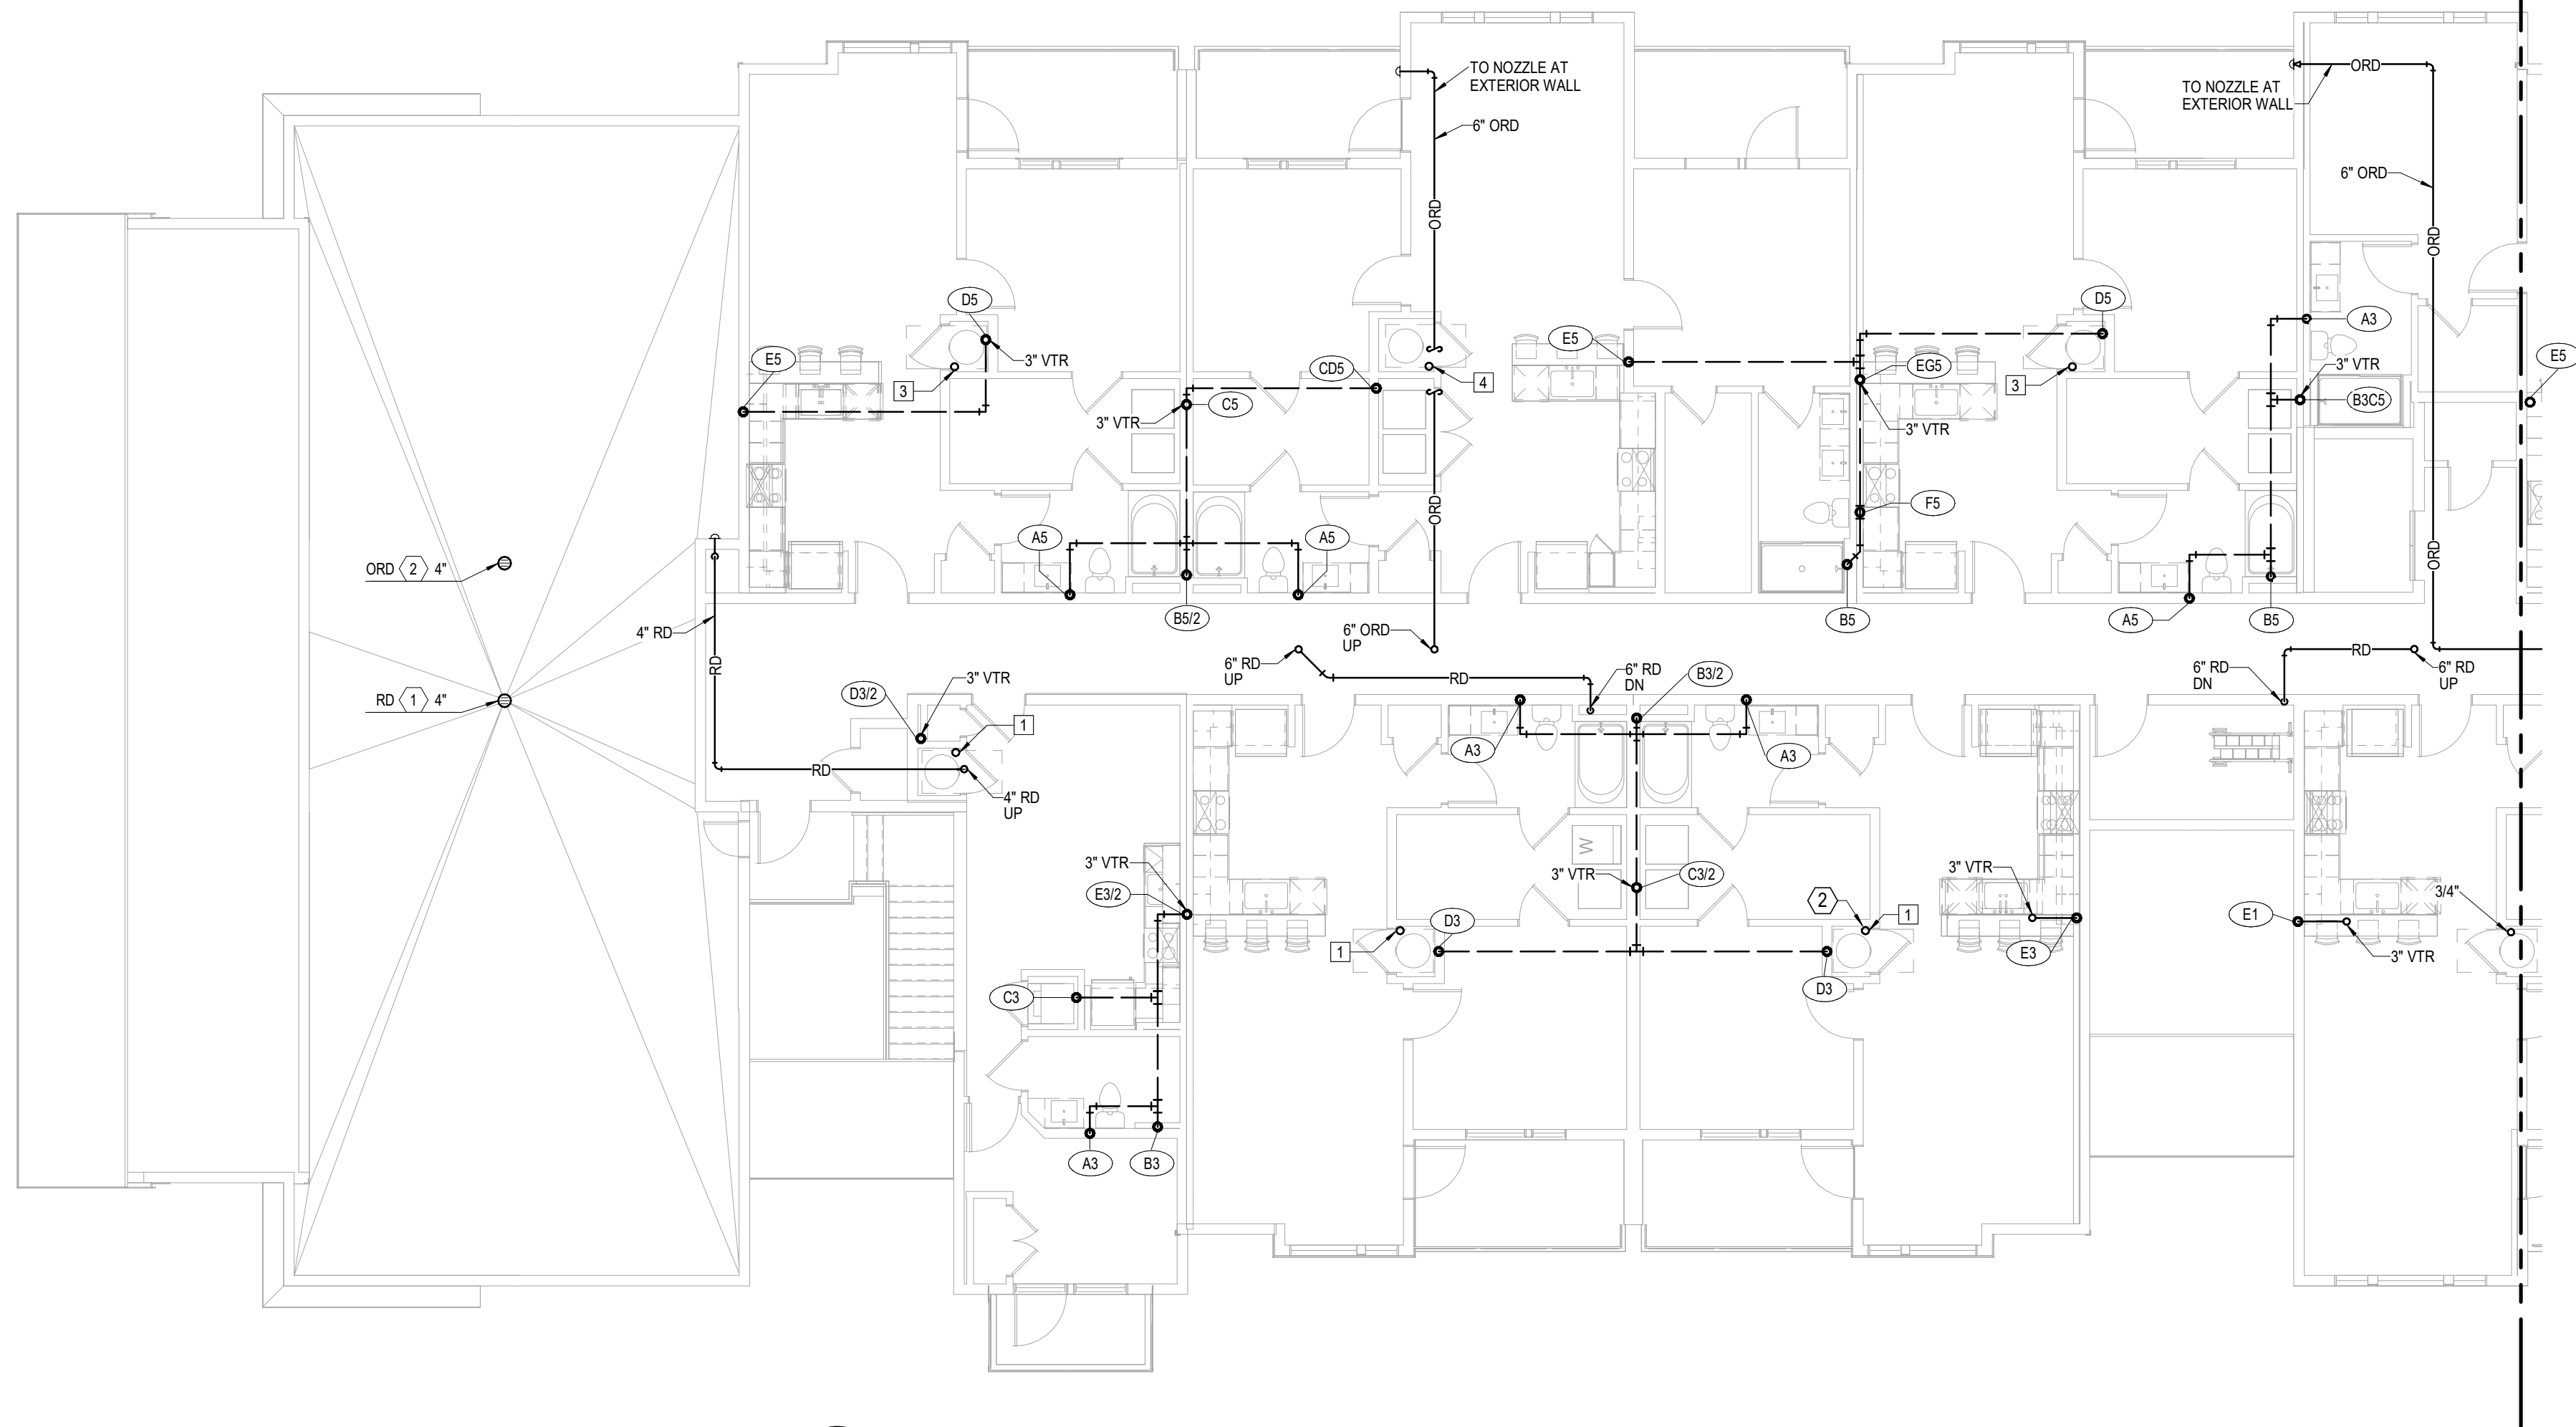 TO NOZZLE AT
EXTERIOR WALL
ORD
TO NOZZLE AT
EXTERIOR WALL
6" ORD
6" ORD
ORD
ORD
D5
D5
A3
E5
3" VTR
E5
3" VTR
E5
3
CD5
4
EG5
3
C5
3" VTR
B3C5
3" VTR
F5
ORD
A5
A5
ORD
ORD 2 4"
B5/2
B5
A5
B5
4" RD
6" ORD
UP
RD
6" RD
UP
RD
6" RD
DN
B3/2
RD
6" RD
DN
6" RD
UP
RD 1 4"
D3/2
3" VTR
1
A3
A3
RD
4" RD
UP
W
3" VTR
3" VTR
C3/2
3" VTR
E3/2
2
1
3/4"
D3
E1
1
E3
3" VTR
D3
C3
A3
B3